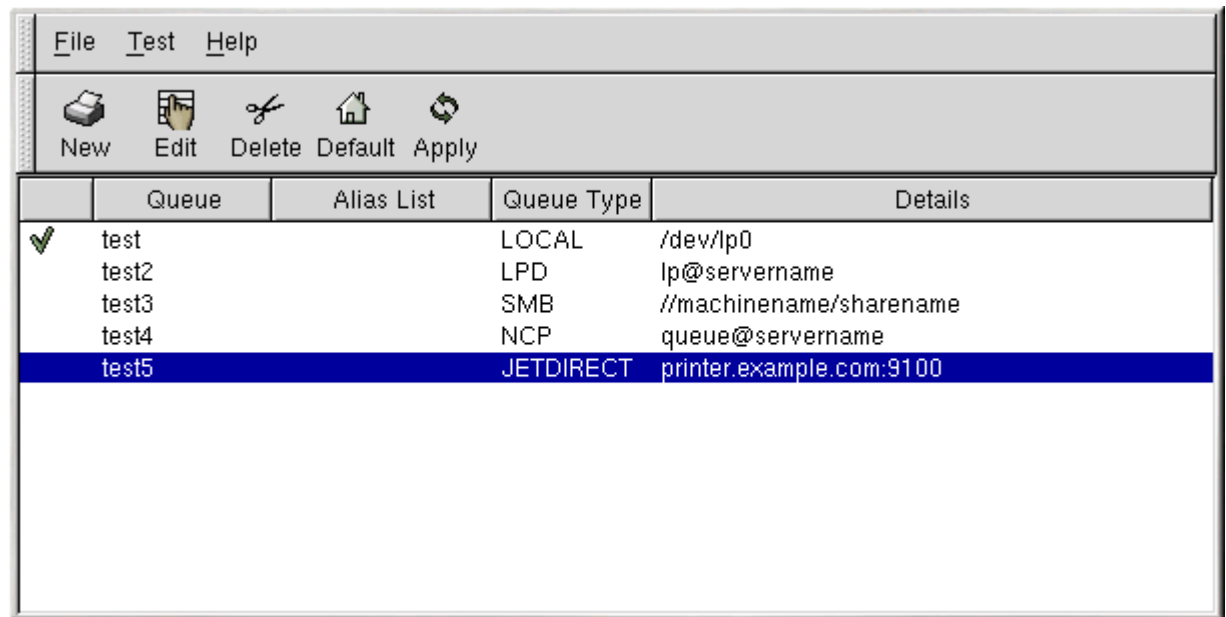 File Test Help
New Edit Delete Default Apply
Queue Alias List Queue Type Details
test LOCAL /dev/lp0
test2 LPD lp@servername
test3 SMB //machinename/sharename
test4 NCP queue@servername
test5 JETDIRECT printer.example.com:9100